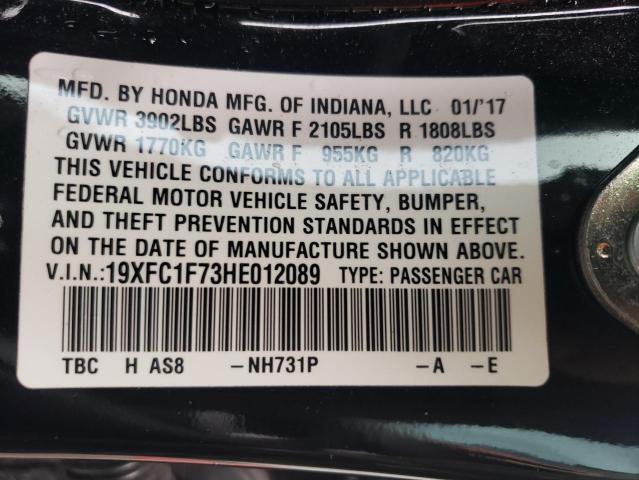 MFD. BY HONDA MFG. OF INDIANA, LLC 01/'17
GVWR 3902LBS GAWR F 2105LBS R 1808LBS
GVWR 1770KG GAWR F 955KG R 820KG
THIS VEHICLE CONFORMS TO ALL APPLICABLE
FEDERAL MOTOR VEHICLE SAFETY, BUMPER,
AND THEFT PREVENTION STANDARDS IN EFFECT
ON THE DATE OF MANUFACTURE SHOWN ABOVE.
V.I.N.:19XFC1F73HE012089 TYPE: PASSENGER CAR
TBC H AS8 –NH731P –A –E